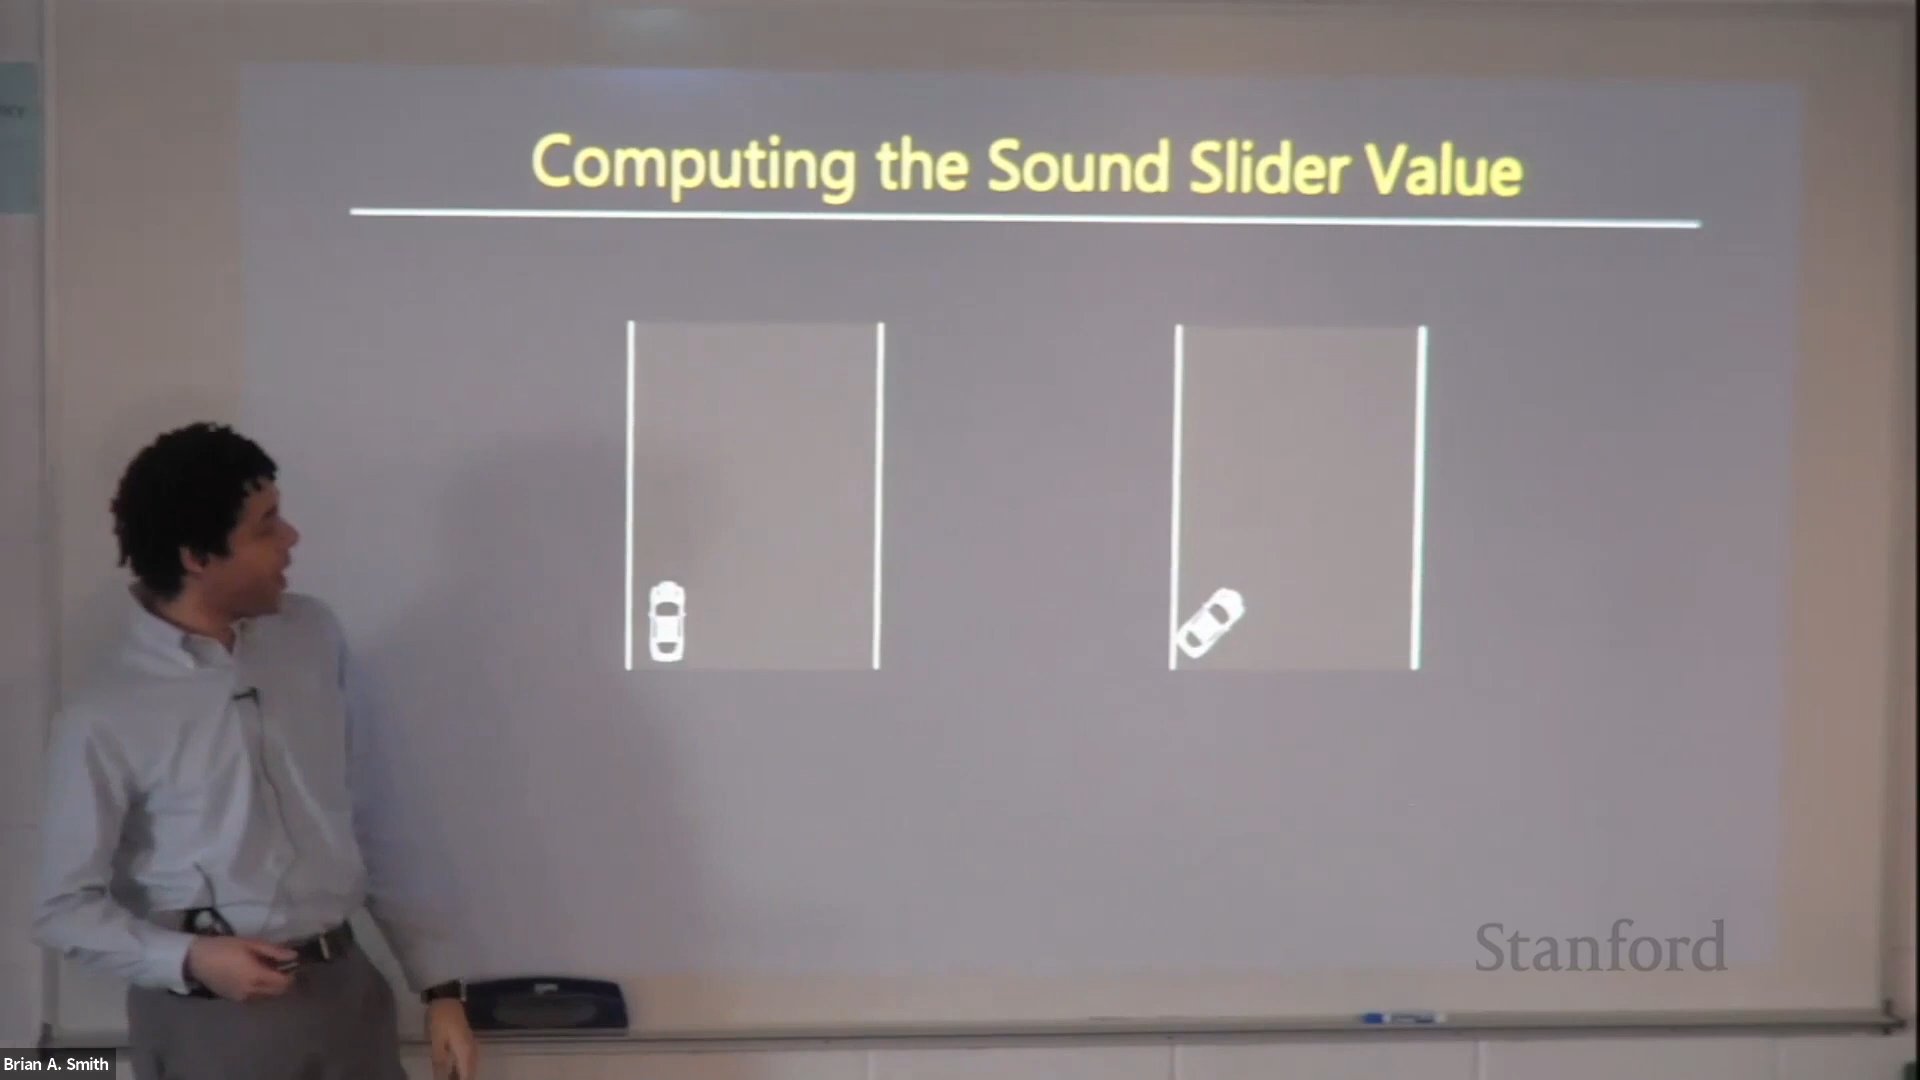 Computing the Sound Slider Value
Stanford
Brian A. Smith